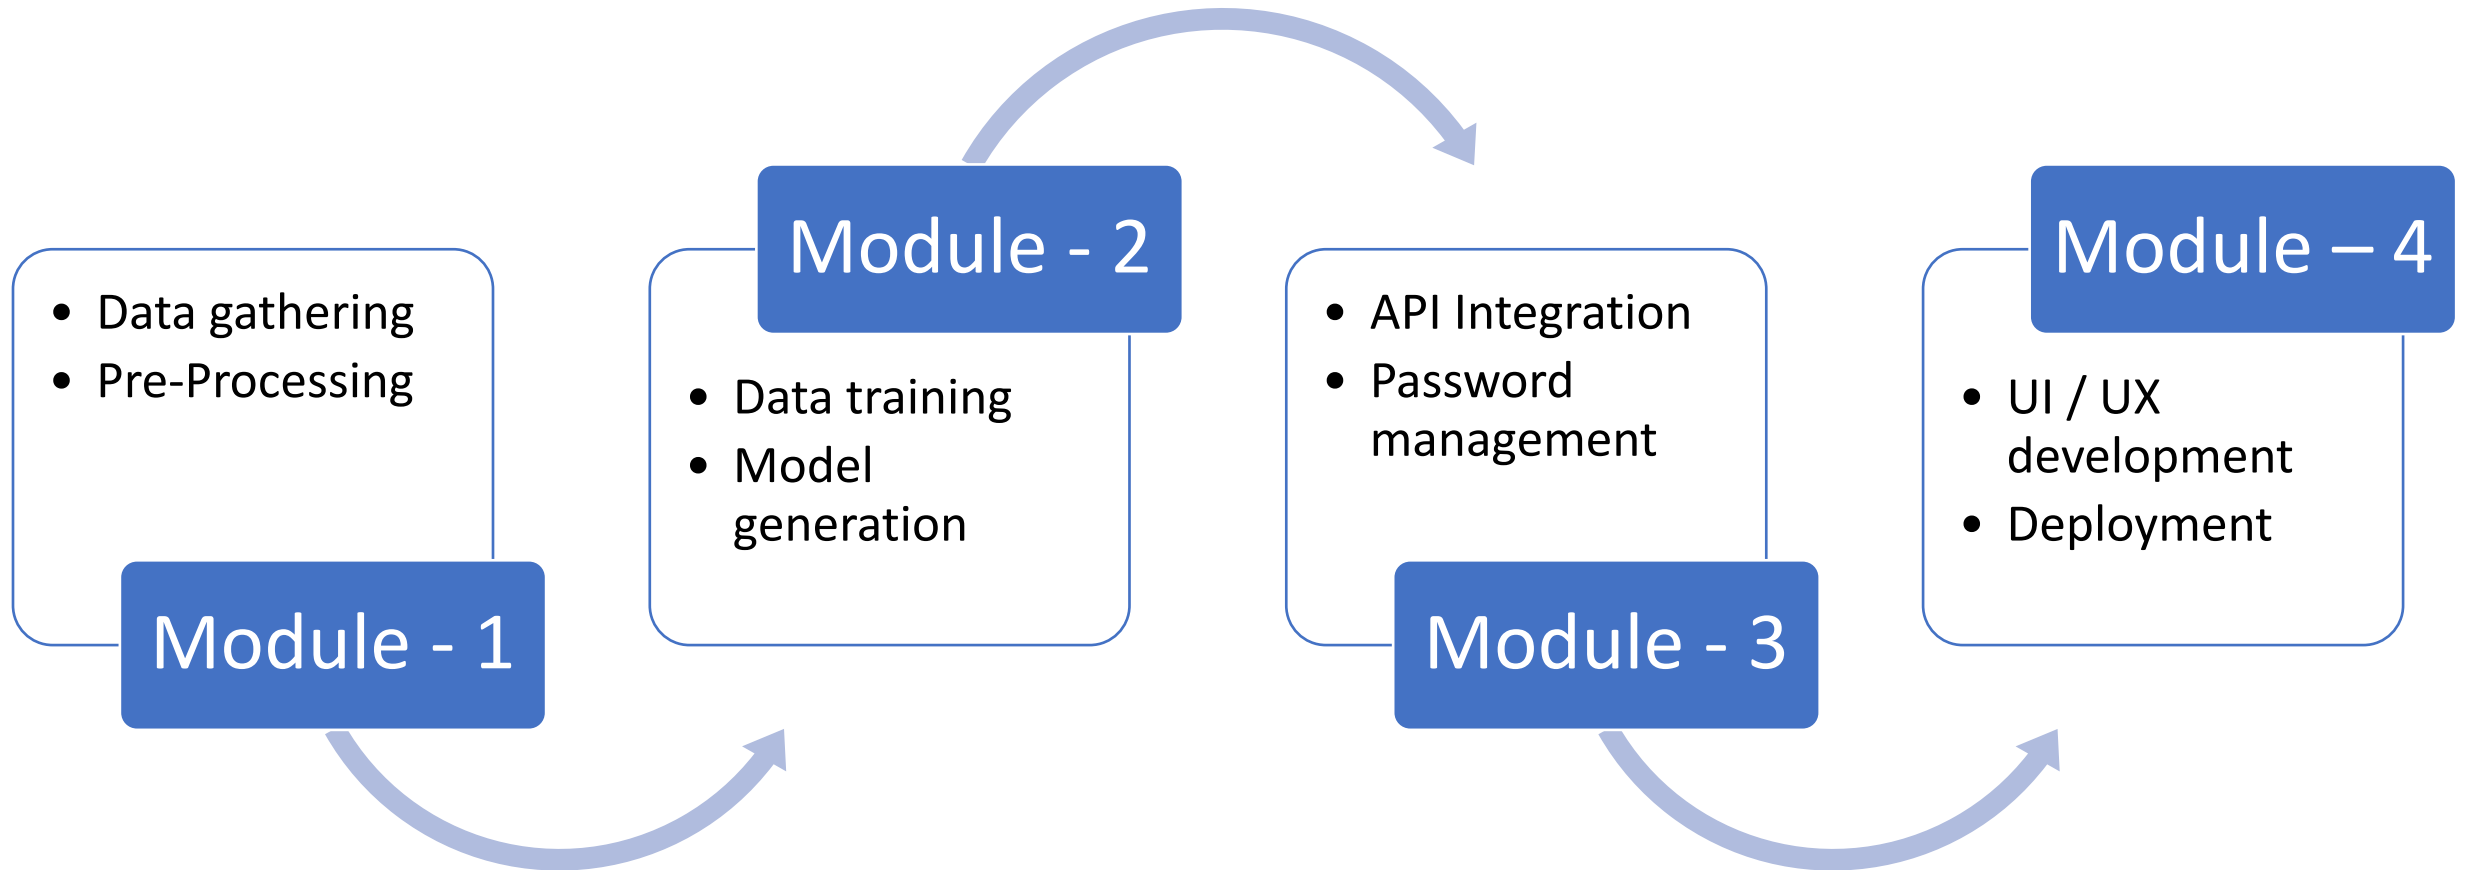 • Data gathering
• Pre-Processing
Module - 1
Module - 2
• Data training
• Model
generation
• API Integration
• Password
management
Module - 3
Module – 4
• UI / UX
development
• Deployment